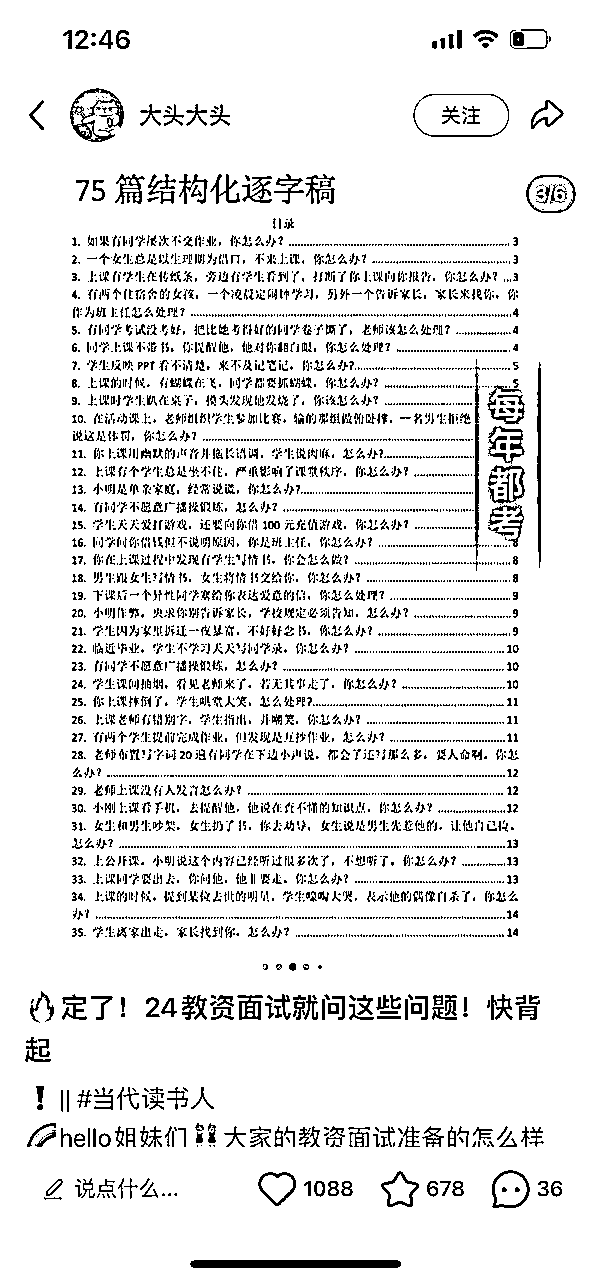 12:46
大头大头
关注
75 篇结构化逐字稿
3/6
目录
1. 如果有同学屡次不交作业，你怎么办? 3
2. 一个女生总是以生理期为借口，不来上课，你怎么办? 3
3. 上课有学生在传纸条，旁边有学生看到了，打断了你上课向你报告，你怎么办? ...3
4. 有两个住宿舍的女孩，一个凌晨定闹钟学习，另外一个告诉家长，家长来找你，你
作为班主任怎么处理? 4
5. 有同学考试没考好，把比她考得好的同学卷子撕了，老师该怎么处理? 4
6. 同学上课不带书，你提醒他，他对你翻白眼，你怎么处理? 4
7. 学生反映 PPT 看不清楚，来不及记笔记，你怎么办? 5
8. 上课的时候，有蝴蝶在飞，同学都要抓蝴蝶，你怎么办? 5
9. 上课时学生趴在桌子，摸头发现他发烧了，你该怎么办?
10. 在活动课上，老师组织学生参加比赛，输的那组做俯卧撑，一名男生拒绝
说这是体罚，你怎么办?
11. 你上课用幽默的声音并拖长语调，学生说肉麻，怎么办?
12. 上课有个学生总是坐不住，严重影响了课堂秩序，你怎么办?
13. 小明是单亲家庭，经常说谎，你怎么办?
14. 有同学不愿意广播操锻炼，怎么办?
15. 学生天天爱打游戏，还要向你借 100 元充值游戏，你怎么办?
16. 同学问你借钱但不说明原因，你是班主任，你怎么办? 8
17. 你在上课过程中发现有学生写情书，你会怎么做? 8
18. 男生跟女生写情书，女生将情书交给你，你怎么办? 8
19. 下课后一个异性同学塞给你表达爱意的信，你怎么处理? 9
20. 小明作弊，央求你别告诉家长，学校规定必须告知，怎么办? 9
21. 学生因为家里拆迁一夜暴富，不好好念书，你怎么办? 9
22. 临近毕业，学生不学习天天写同学录，你怎么办? 10
23. 有同学不愿意广播操锻炼，怎么办? 10
24. 学生课间抽烟，看见老师来了，若无其事走了，你怎么办? 10
25. 你上课摔倒了，学生哄堂大笑，怎么处理? 11
26. 上课老师有错别字，学生指出，并嘲笑，你怎么办? 11
27. 有两个学生提前完成作业，但发现是互抄作业，怎么办? 11
28. 老师布置写字词 20 遍有同学在下边小声说，都会了还写那么多，要人命啊，你怎
么办? 12
29. 老师上课没有人发言怎么办? 12
30. 小刚上课看手机，去提醒他，他说在查不懂的知识点，你怎么办? 12
31. 女生和男生吵架，女生扔了书，你去劝导，女生说是男生先惹他的，让他自己捡，
怎么办? 13
32. 上公开课，小明说这个内容已经听过很多次了，不想听了，你怎么办? 13
33. 上课同学要出去，你问他，他非要走，你怎么办? 13
34. 上课的时候，提到某位去世的明星，学生嚎啕大哭，表示他的偶像自杀了，你怎么
办? 14
35. 学生离家出走，家长找到你，怎么办? 14
每年都考
定了！24教资面试就问这些问题！快背
起
！|| #当代读书人
hello姐妹们 大家的教资面试准备的怎么样
说点什么...
1088
678
36